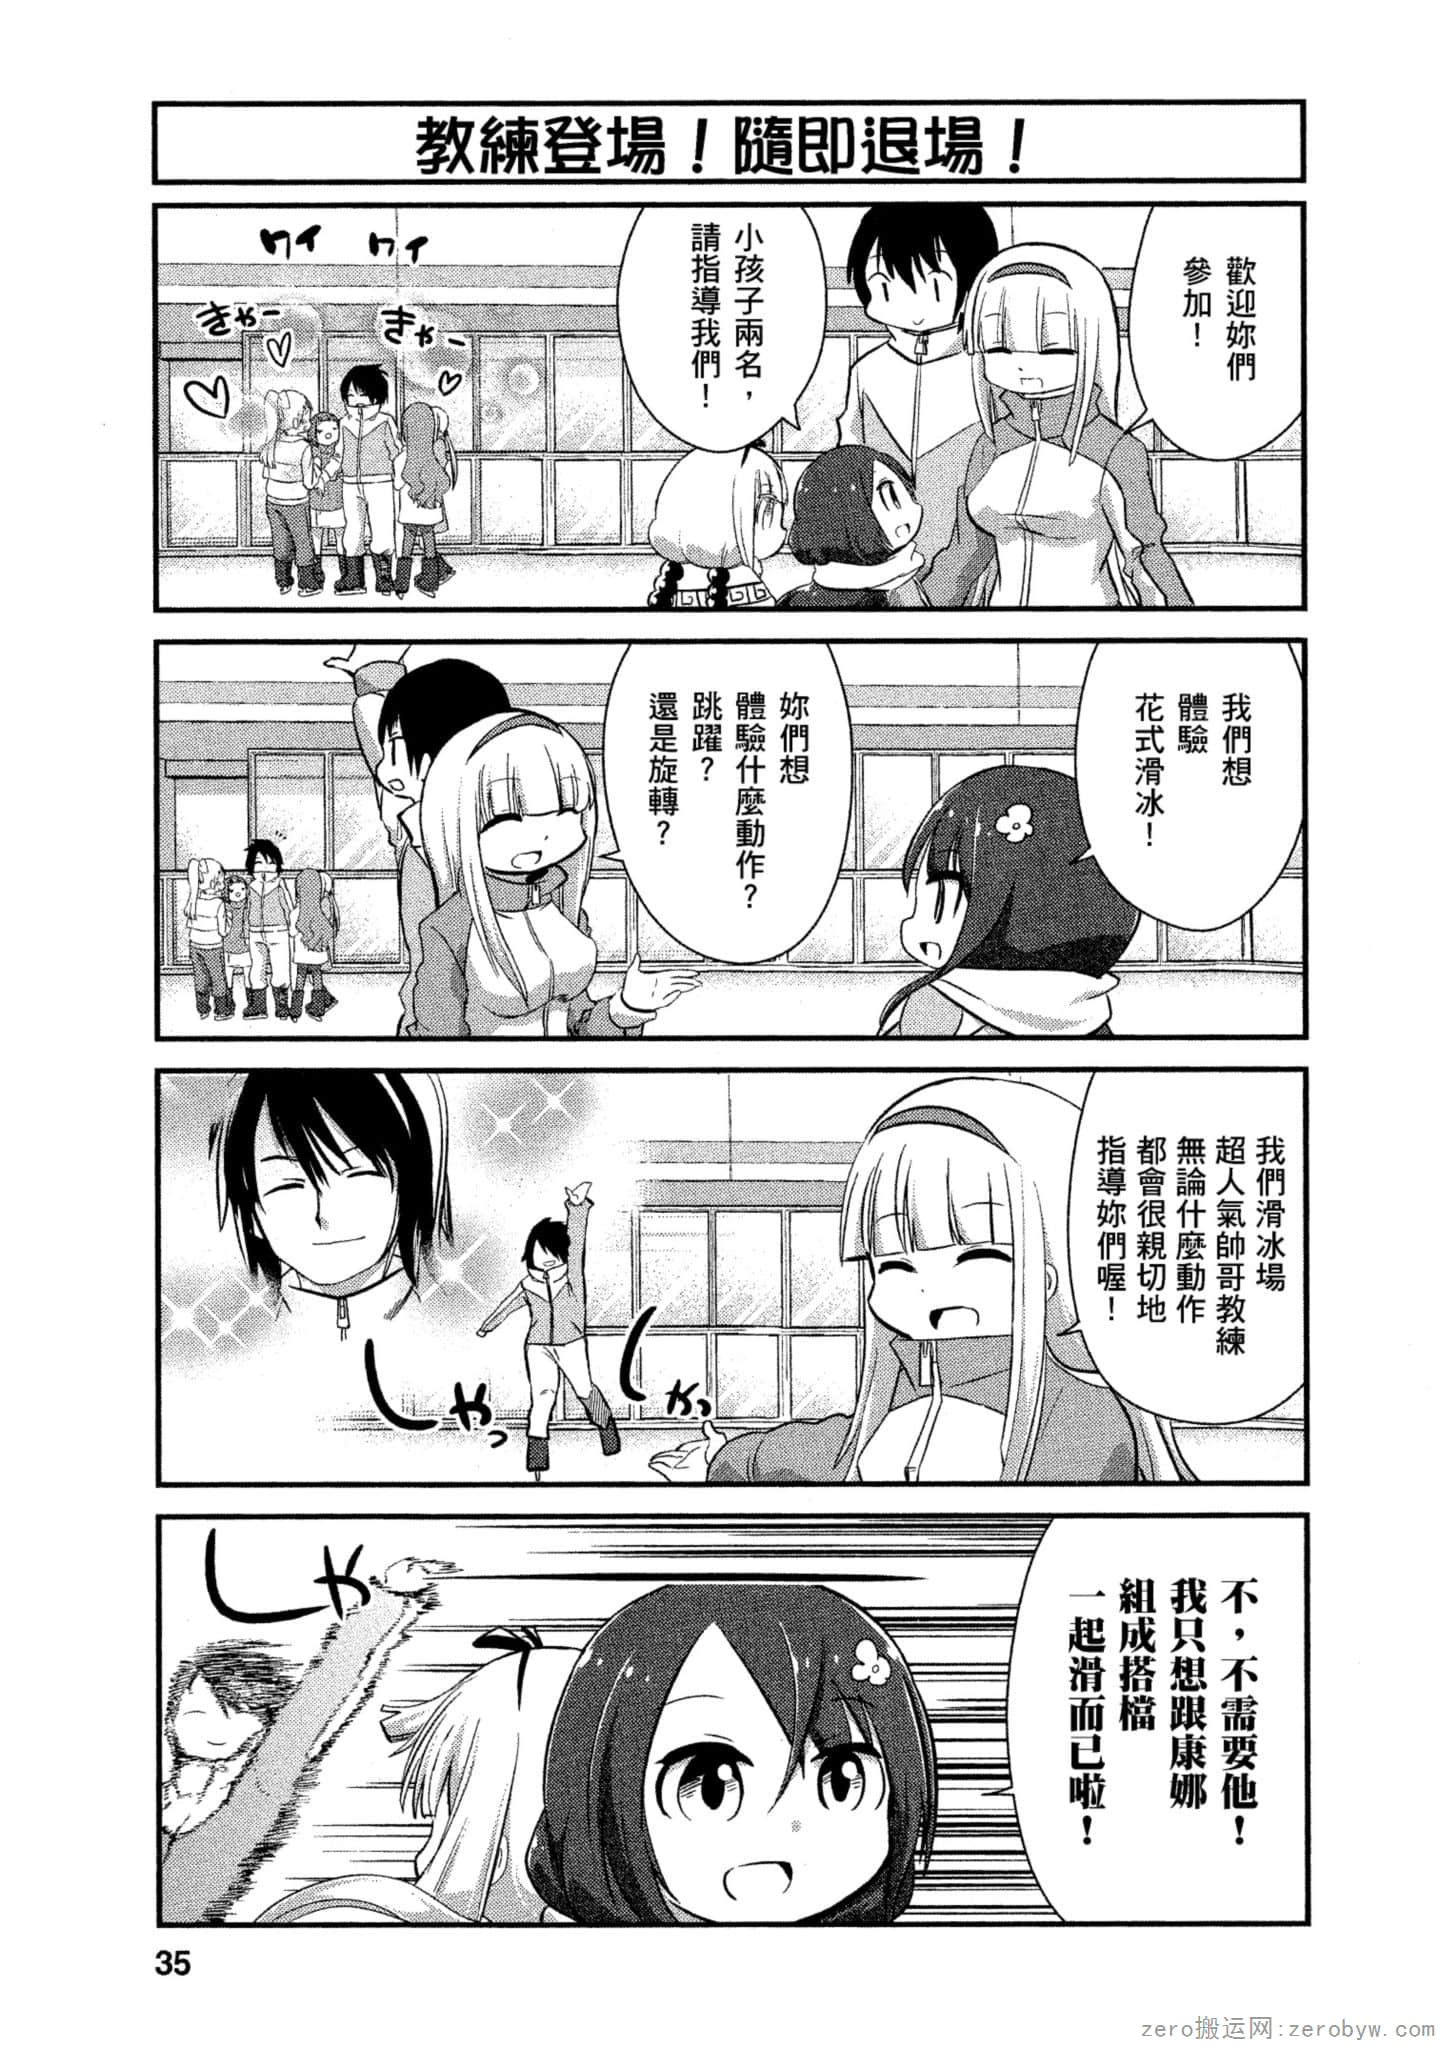 教練登場！隨即退場！
歡迎妳們
參加！
小孩子兩名，
請指導我們！
ワイ
ワイ
きゃー
きゃー
我們想
體驗
花式滑冰！
妳們想
體驗什麼動作？
跳躍？
還是旋轉？
我們滑冰場
超人氣帥哥教練
無論什麼動作
都會很親切地
指導妳們喔！
しゃっ
しゃっ
不，不需要他！
我只想跟康娜
組成搭檔
一起滑而已啦！
しゃ
35
zero搬运网:zerobyw.com